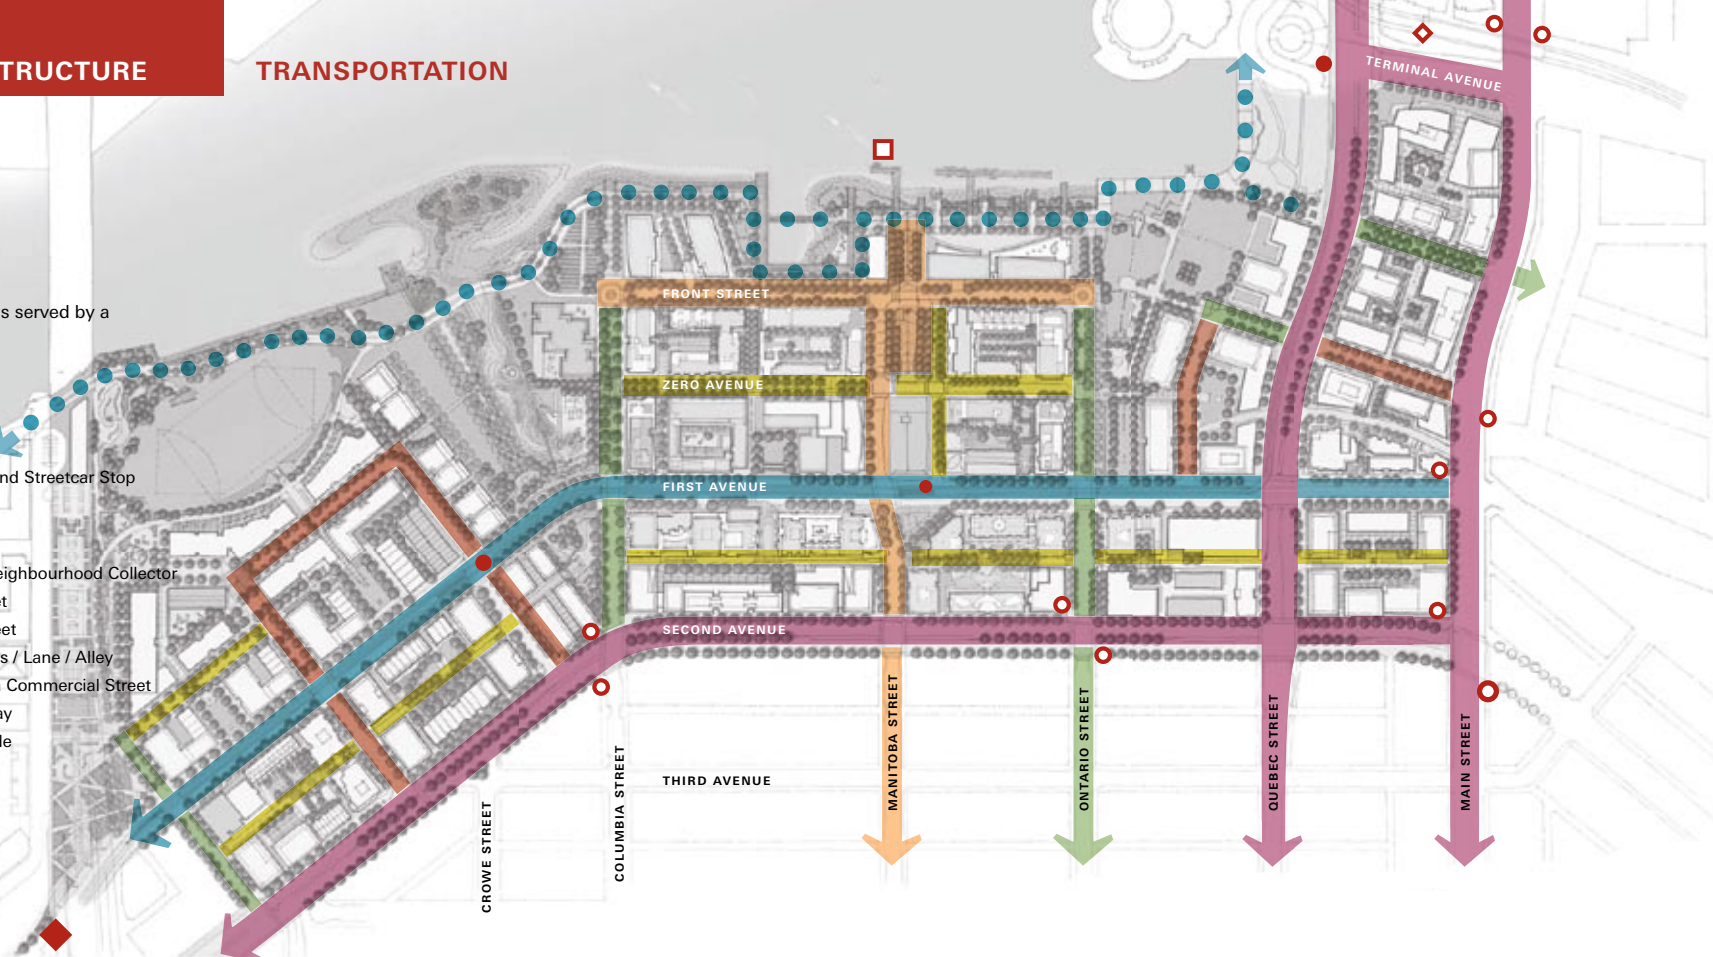 TRUCTURE
TRANSPORTATION
TERMINAL AVENUE
s served by a
FRONT STREET
ZERO AVENUE
nd Streetcar Stop
FIRST AVENUE
eighbourhood Collector
et
eet
s / Lane / Alley
Commercial Street
ay
le
SECOND AVENUE
THIRD AVENUE
CROWE STREET
COLUMBIA STREET
MANITOBA STREET
ONTARIO STREET
QUEBEC STREET
MAIN STREET